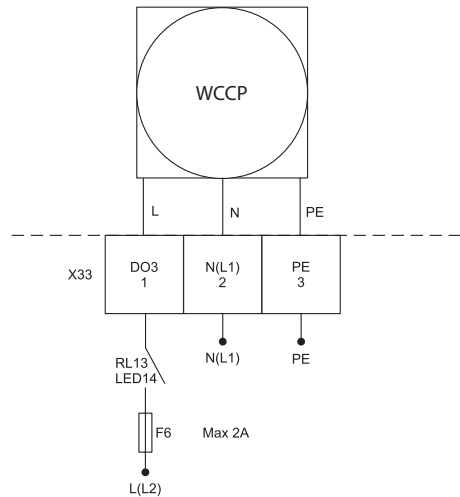 WCCP
L
N
PE
X33
DO3
1
N(L1)
2
PE
3
RL13
LED14
N(L1)
PE
F6
Max 2A
L(L2)